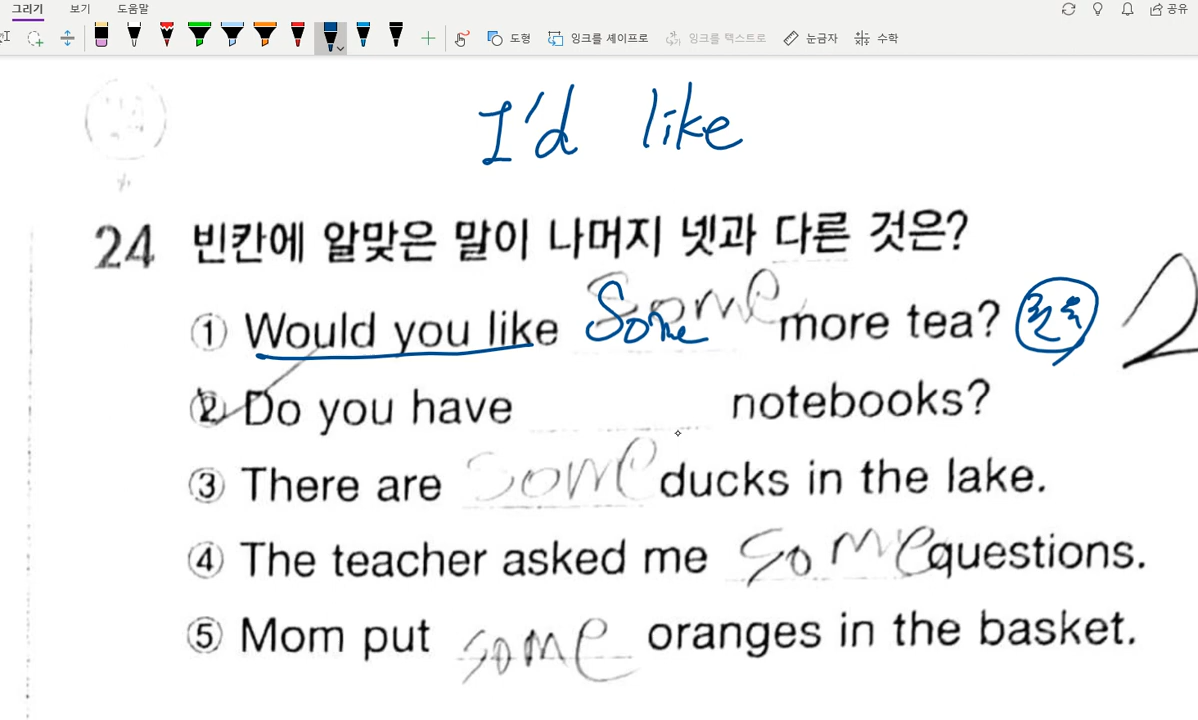 그리기 보기 도움말 공유
도형 잉크를 셰이프로 잉크를 텍스트로 눈금자 수학
I'd like
24 빈칸에 알맞은 말이 나머지 넷과 다른 것은?
① Would you like some Some more tea? 2
② Do you have notebooks?
③ There are some ducks in the lake.
④ The teacher asked me some questions.
⑤ Mom put some oranges in the basket.